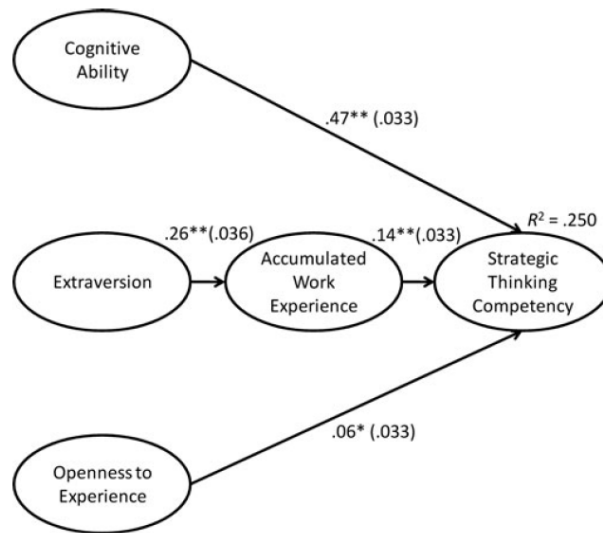 Cognitive
Ability
.47** (.033)
R² = .250
.26**(.036)
.14**(.033)
Extraversion
Accumulated
Work
Experience
Strategic
Thinking
Competency
.06* (.033)
Openness to
Experience